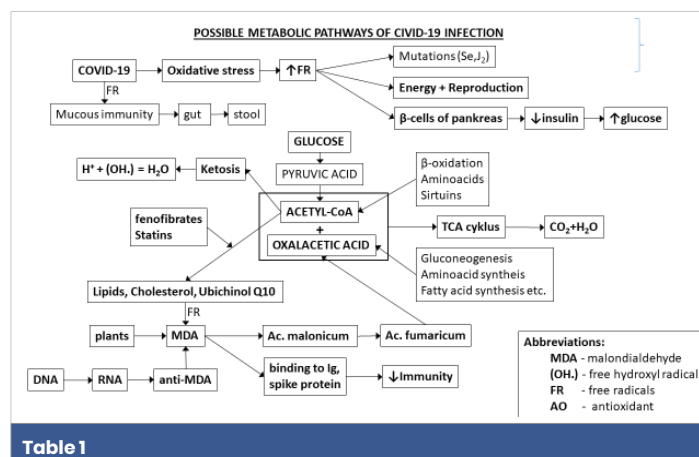 POSSIBLE METABOLIC PATHWAYS OF CIVID-19 INFECTION
COVID-19
Oxidative stress
↑FR
Mutations (Se,J₂)
Energy + Reproduction
β-cells of pankreas
↓insulin
↑glucose
FR
Mucous immunity
gut
stool
GLUCOSE
PYRUVIC ACID
H⁺ + (OH.) = H₂O
Ketosis
β-oxidation
Aminoacids
Sirtuins
ACETYL-CoA
+
OXALACETIC ACID
TCA cyklus
CO₂+H₂O
fenofibrates
Statins
Gluconeogenesis
Aminoacid syntheis
Fatty acid synthesis etc.
Lipids, Cholesterol, Ubichinol Q10
FR
plants
MDA
Ac. malonicum
Ac. fumaricum
DNA
RNA
anti-MDA
binding to Ig,
spike protein
↓Immunity
Abbreviations:
MDA - malondialdehyde
(OH.) - free hydroxyl radical
FR - free radicals
AO - antioxidant
Table 1